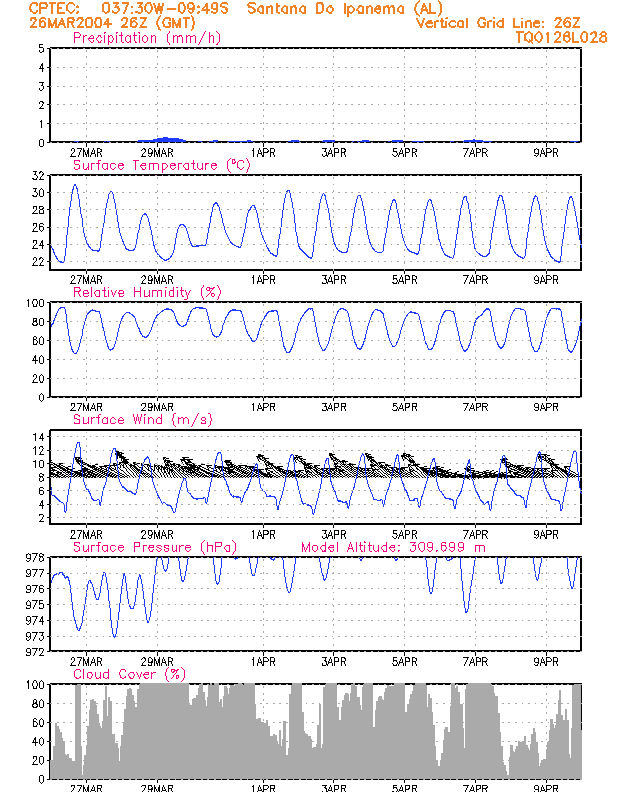 CPTEC: 037:30W-09:49S Santana Do Ipanema (AL)
26MAR2004 26Z (GMT) Vertical Grid Line: 26Z
Precipitation (mm/h) TQ0126L028
5
4
3
2
1
0
27MAR 29MAR 1APR 3APR 5APR 7APR 9APR
Surface Temperature (°C)
32
30
28
26
24
22
27MAR 29MAR 1APR 3APR 5APR 7APR 9APR
Relative Humidity (%)
100
80
60
40
20
0
27MAR 29MAR 1APR 3APR 5APR 7APR 9APR
Surface Wind (m/s)
14
12
10
8
6
4
2
27MAR 29MAR 1APR 3APR 5APR 7APR 9APR
Surface Pressure (hPa) Model Altitude: 309.699 m
978
977
976
975
974
973
972
27MAR 29MAR 1APR 3APR 5APR 7APR 9APR
Cloud Cover (%)
100
80
60
40
20
0
27MAR 29MAR 1APR 3APR 5APR 7APR 9APR